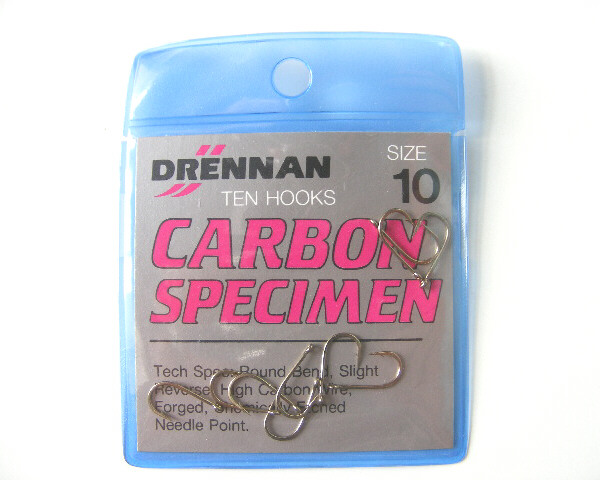 DRENNAN
SIZE
10
TEN HOOKS
CARBON
SPECIMEN
Tech Spec: Round Bend, Slight
Reverse, High Carbon Wire,
Forged, Chemically Etched
Needle Point.